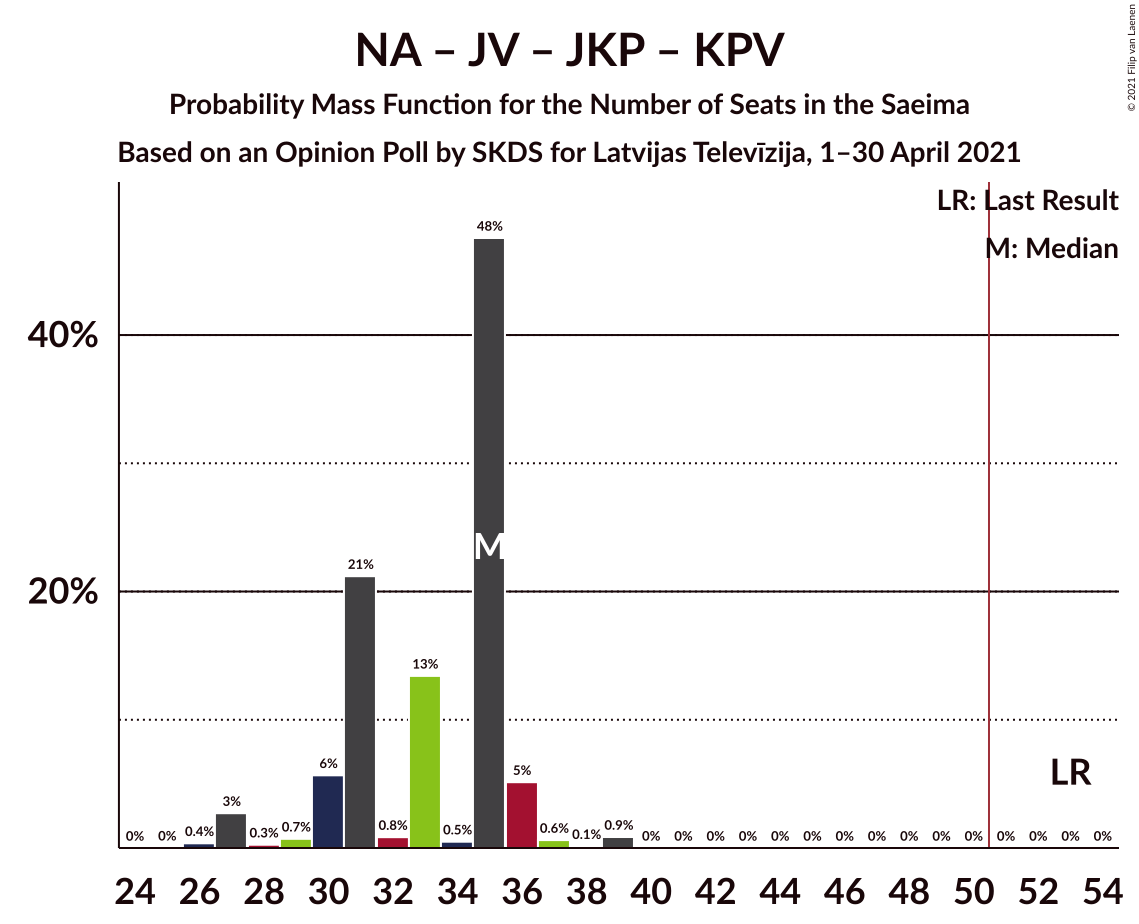 NA – JV – JKP – KPV
Probability Mass Function for the Number of Seats in the Saeima
Based on an Opinion Poll by SKDS for Latvijas Televīzija, 1–30 April 2021
© 2021 Filip van Laenen
LR: Last Result
M: Median
48%
40%
M
21%
20%
13%
6%
5%
LR
3%
0% 0% 0.4% 0.3% 0.7% 0.8% 0.5% 0.6% 0.1% 0.9% 0% 0% 0% 0% 0% 0% 0% 0% 0% 0% 0% 0% 0% 0% 0%
24 26 28 30 32 34 36 38 40 42 44 46 48 50 52 54